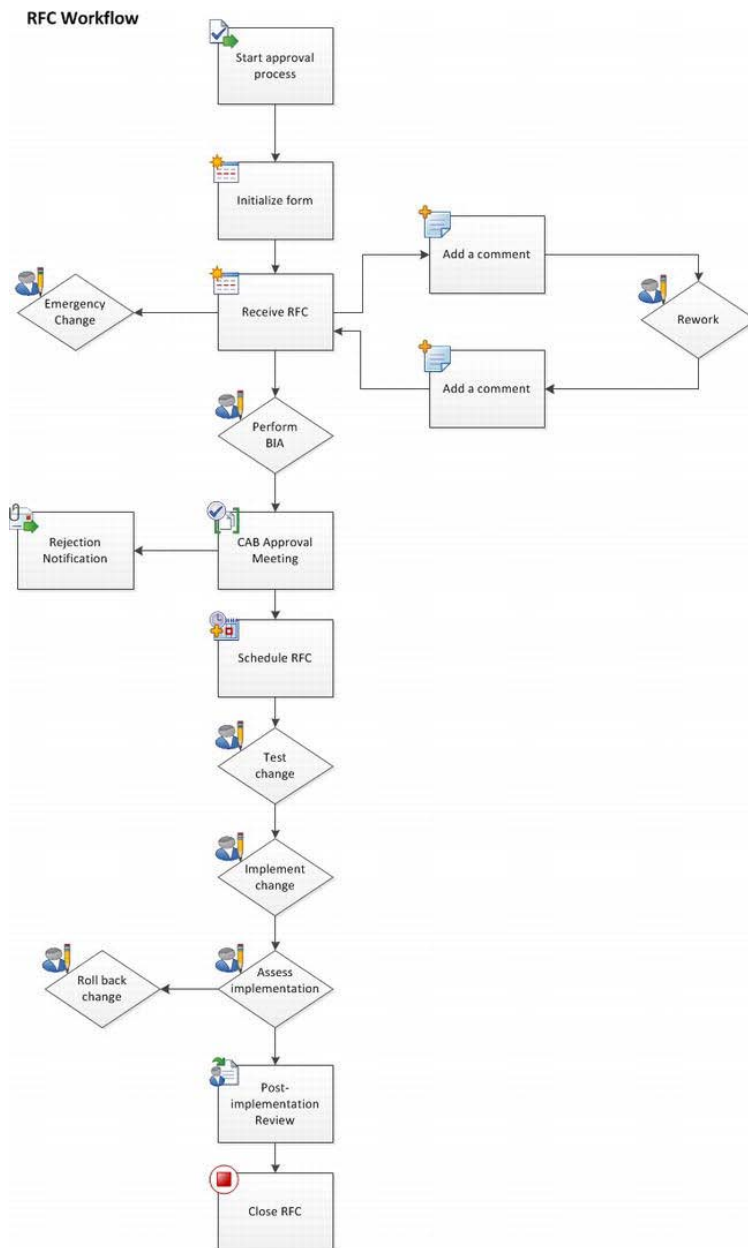 RFC Workflow
Start approval
process
Initialize form
Add a comment
Emergency
Change
Receive RFC
Rework
Add a comment
Perform
BIA
Rejection
Notification
CAB Approval
Meeting
Schedule RFC
Test
change
Implement
change
Roll back
change
Assess
implementation
Post-
implementation
Review
Close RFC